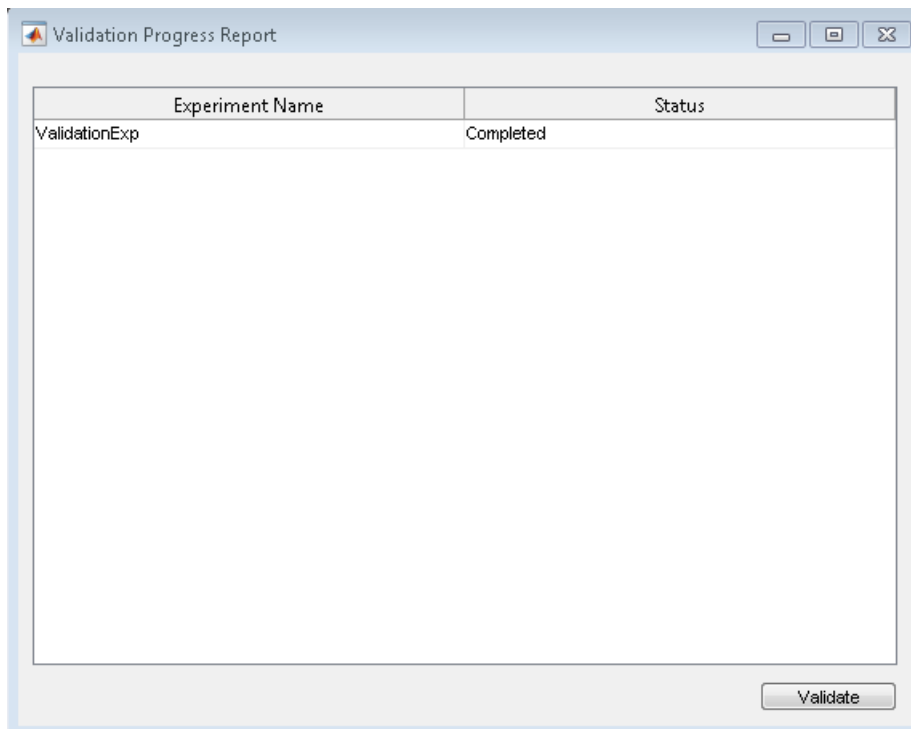 Validation Progress Report
Experiment Name Status
ValidationExp Completed
Validate